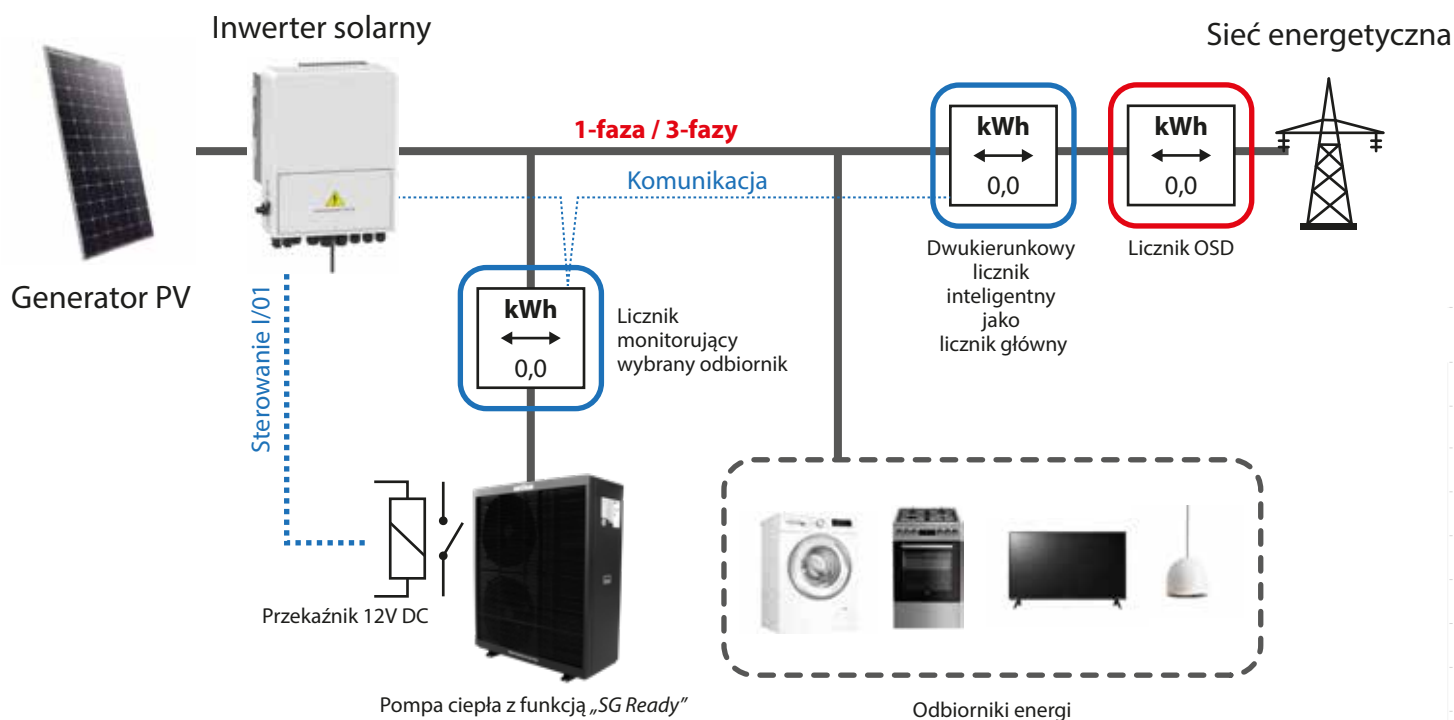 Inwerter solarny
Sieć energetyczna
Generator PV
1-faza / 3-fazy
Komunikacja
kWh
0,0
Dwukierunkowy
licznik
inteligentny
jako
licznik główny
kWh
0,0
Licznik OSD
Sterowanie I/01
kWh
0,0
Licznik
monitorujący
wybrany odbiornik
Przekaźnik 12V DC
Pompa ciepła z funkcją „SG Ready”
Odbiorniki energi